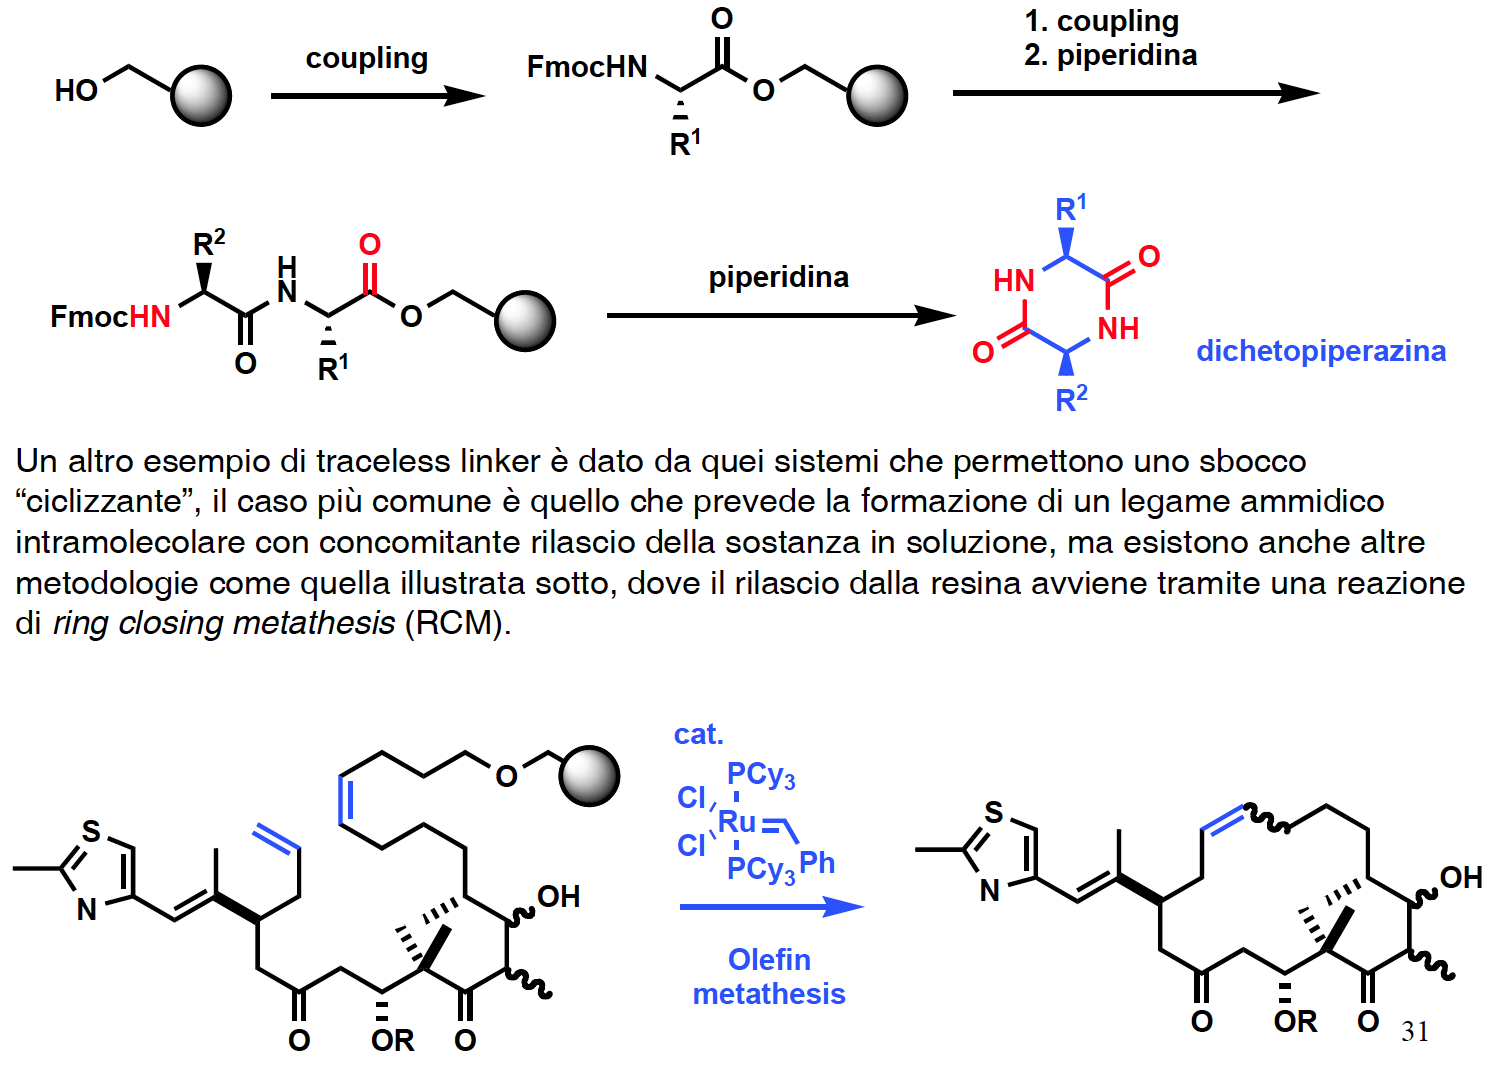 HO
coupling
FmocHN
O
O
R1
1. coupling
2. piperidina
FmocHN
R2
O
H
N
R1
O
O
piperidina
R1
HN
O
O
NH
R2
dichetopiperazina
Un altro esempio di traceless linker è dato da quei sistemi che permettono uno sbocco
“ciclizzante”, il caso più comune è quello che prevede la formazione di un legame ammidico
intramolecolare con concomitante rilascio della sostanza in soluzione, ma esistono anche altre
metodologie come quella illustrata sotto, dove il rilascio dalla resina avviene tramite una reazione
di ring closing metathesis (RCM).
S
N
O
OH
O
OR
O
cat.
PCy3
Cl
Ru
Cl
Ph
PCy3
Olefin
metathesis
S
N
OH
O
OR
O
31